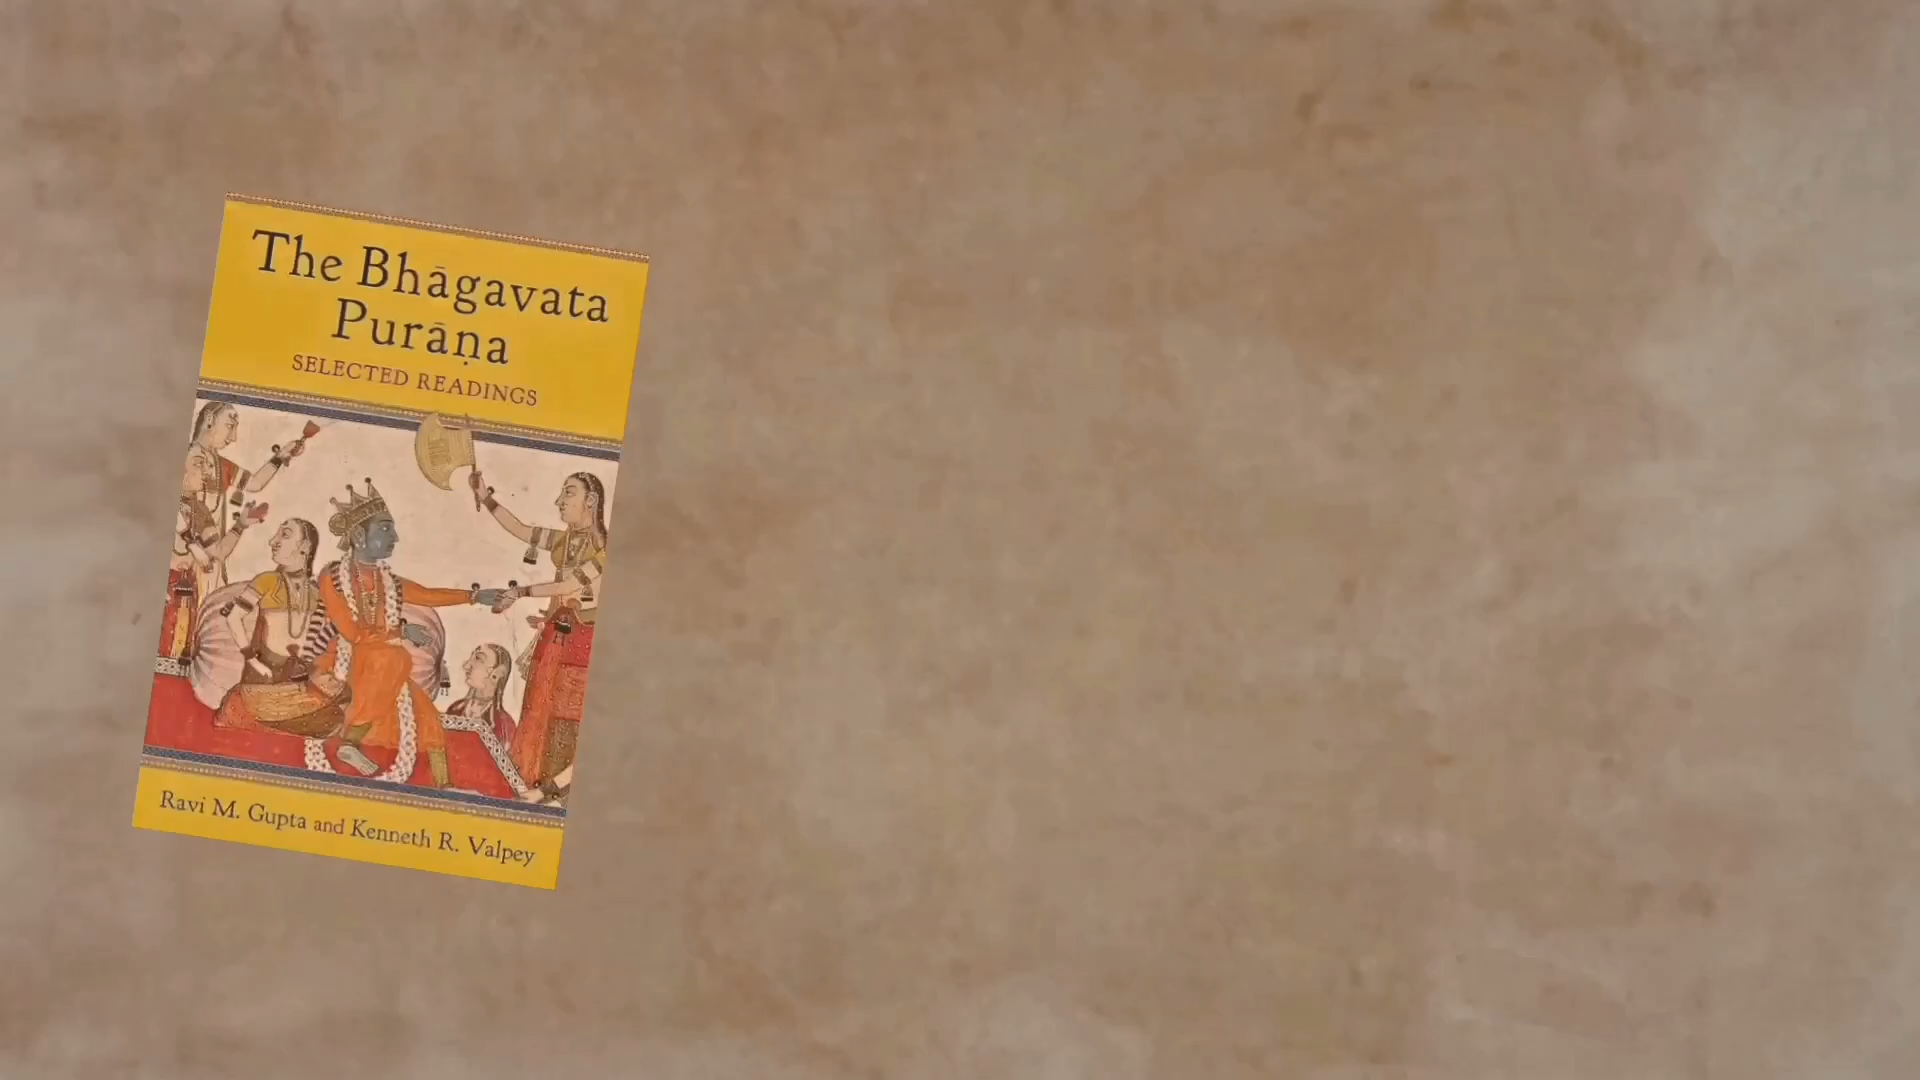 The Bhāgavata
Purāṇa
SELECTED READINGS
Ravi M. Gupta and Kenneth R. Valpey